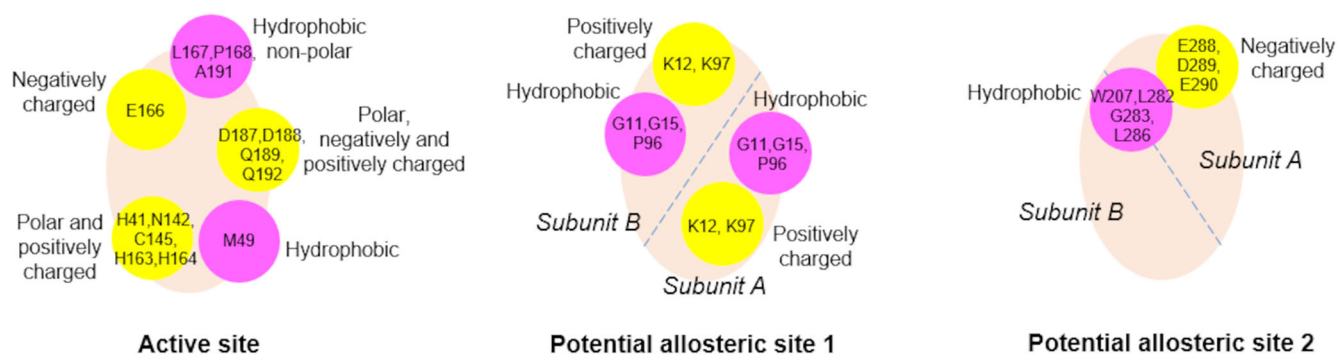 Hydrophobic
non-polar
L167,P168,
A191
Negatively
charged
E166
D187,D188,
Q189,
Q192
Polar,
negatively and
positively charged
Polar and
positively
charged
H41,N142,
C145,
H163,H164
M49
Hydrophobic
Active site
Positively
charged
K12, K97
Hydrophobic
G11,G15,
P96
Hydrophobic
G11,G15,
P96
Subunit B
K12, K97
Positively
charged
Subunit A
Potential allosteric site 1
E288,
D289,
E290
Negatively
charged
Hydrophobic
W207,L282
G283,
L286
Subunit A
Subunit B
Potential allosteric site 2